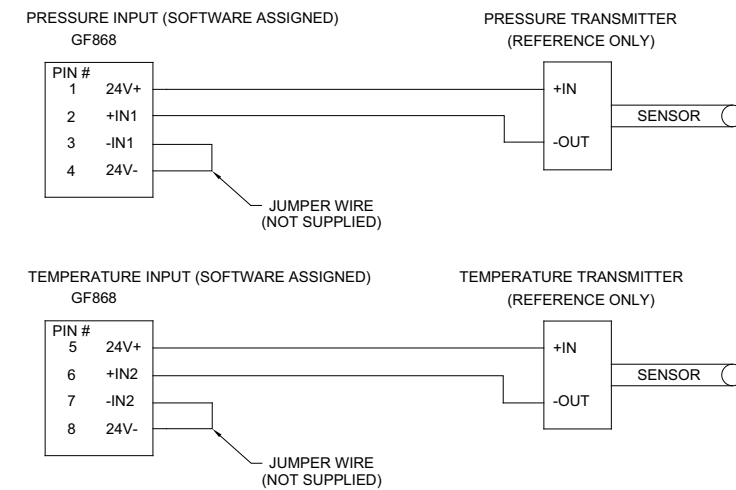 PRESSURE INPUT (SOFTWARE ASSIGNED)
GF868
PRESSURE TRANSMITTER
(REFERENCE ONLY)
PIN #
1 24V+
2 +IN1
3 -IN1
4 24V-
+IN
-OUT
SENSOR
JUMPER WIRE
(NOT SUPPLIED)
TEMPERATURE INPUT (SOFTWARE ASSIGNED)
GF868
TEMPERATURE TRANSMITTER
(REFERENCE ONLY)
PIN #
5 24V+
6 +IN2
7 -IN2
8 24V-
+IN
-OUT
SENSOR
JUMPER WIRE
(NOT SUPPLIED)